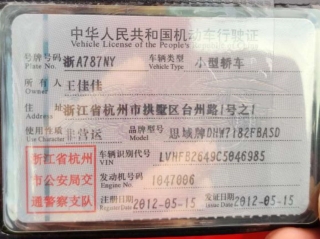 中华人民共和国机动车行驶证
Vehicle License of the People's
号牌号码 浙A787NY 车辆类型 小型轿车
Plate No. Vehicle Type
所有人 王佳佳
Owner
住址 浙江省杭州市拱墅区台州路1号之1
Address
使用性质 非营运 品牌型号 思域牌DHW7182FBASD
浙江省杭州市公安局交通警察支队
车辆识别代号 LVHFB2649C5046985
VIN
发动机号码 1047006
Engine No.
注册日期 2012-05-15 发证日期 2012-05-15
Register Date Issue Date